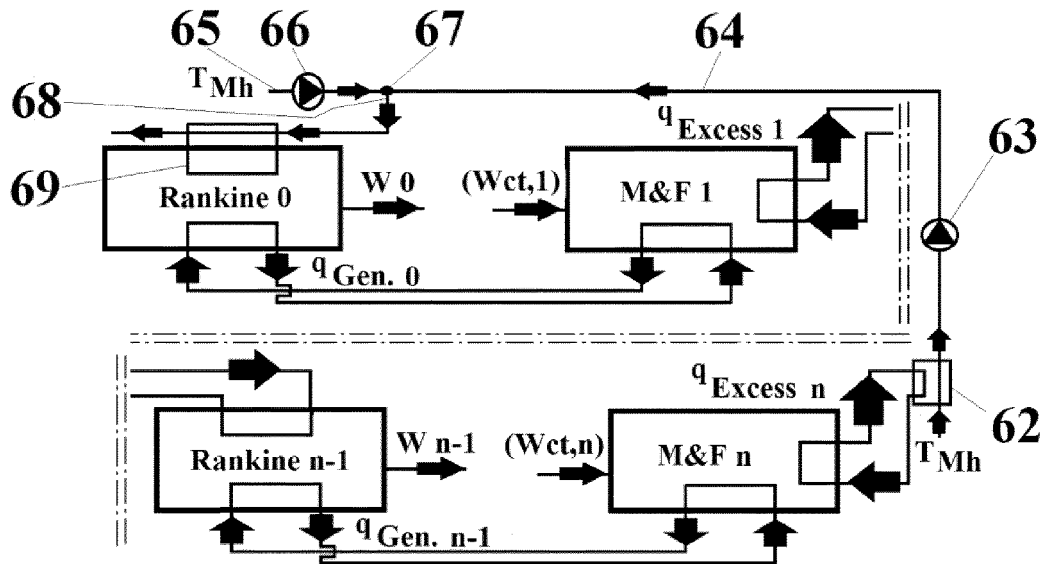 65 66 67 64
T Mh
68
q Excess 1
69 Rankine 0 W 0 (Wct,1) M&F 1 63
q Gen. 0
q Excess n
62
Rankine n-1 W n-1 (Wct,n) M&F n T Mh
q Gen. n-1